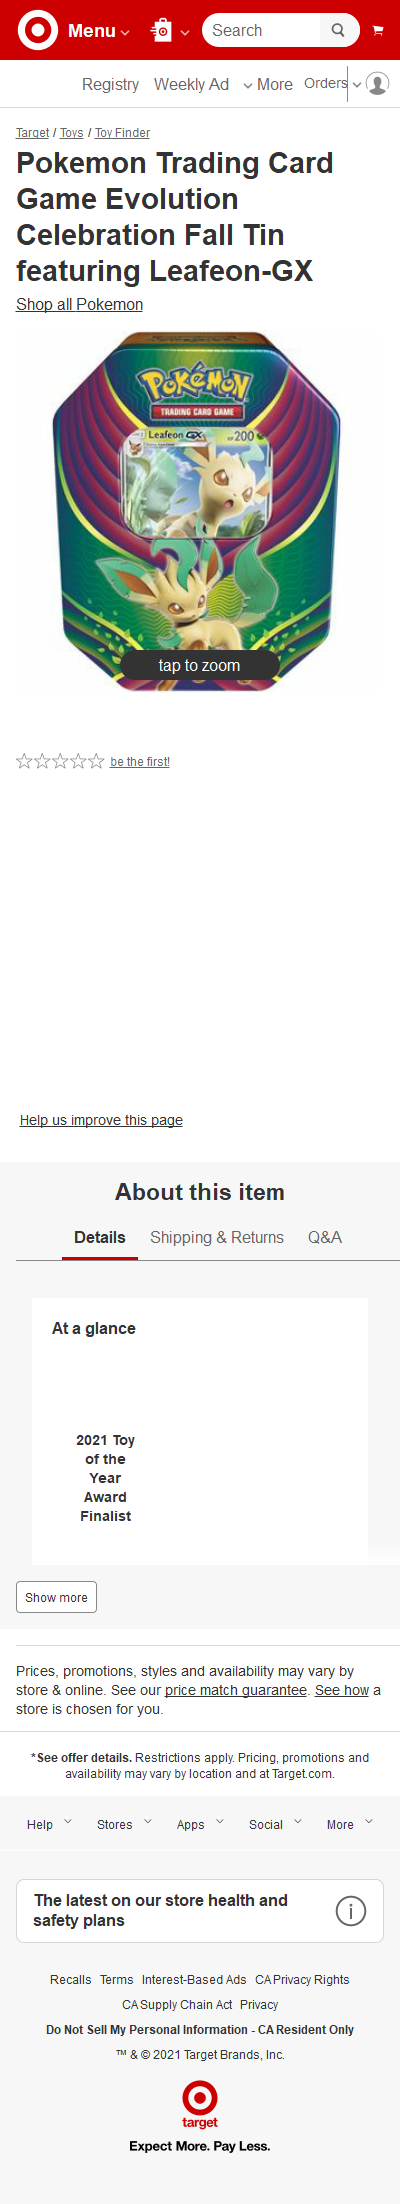 Menu
Search
Registry Weekly Ad More Orders
Target / Toys / Toy Finder
Pokemon Trading Card
Game Evolution
Celebration Fall Tin
featuring Leafeon-GX
Shop all Pokemon
POKÉMON
TRADING CARD GAME
Leafeon GX HP 200
tap to zoom
be the first!
Help us improve this page
About this item
Details Shipping & Returns Q&A
At a glance
2021 Toy
of the
Year
Award
Finalist
Show more
Prices, promotions, styles and availability may vary by
store & online. See our price match guarantee. See how a
store is chosen for you.
*See offer details. Restrictions apply. Pricing, promotions and
availability may vary by location and at Target.com.
Help Stores Apps Social More
The latest on our store health and
safety plans
Recalls Terms Interest-Based Ads CA Privacy Rights
CA Supply Chain Act Privacy
Do Not Sell My Personal Information - CA Resident Only
™ & © 2021 Target Brands, Inc.
target
Expect More. Pay Less.